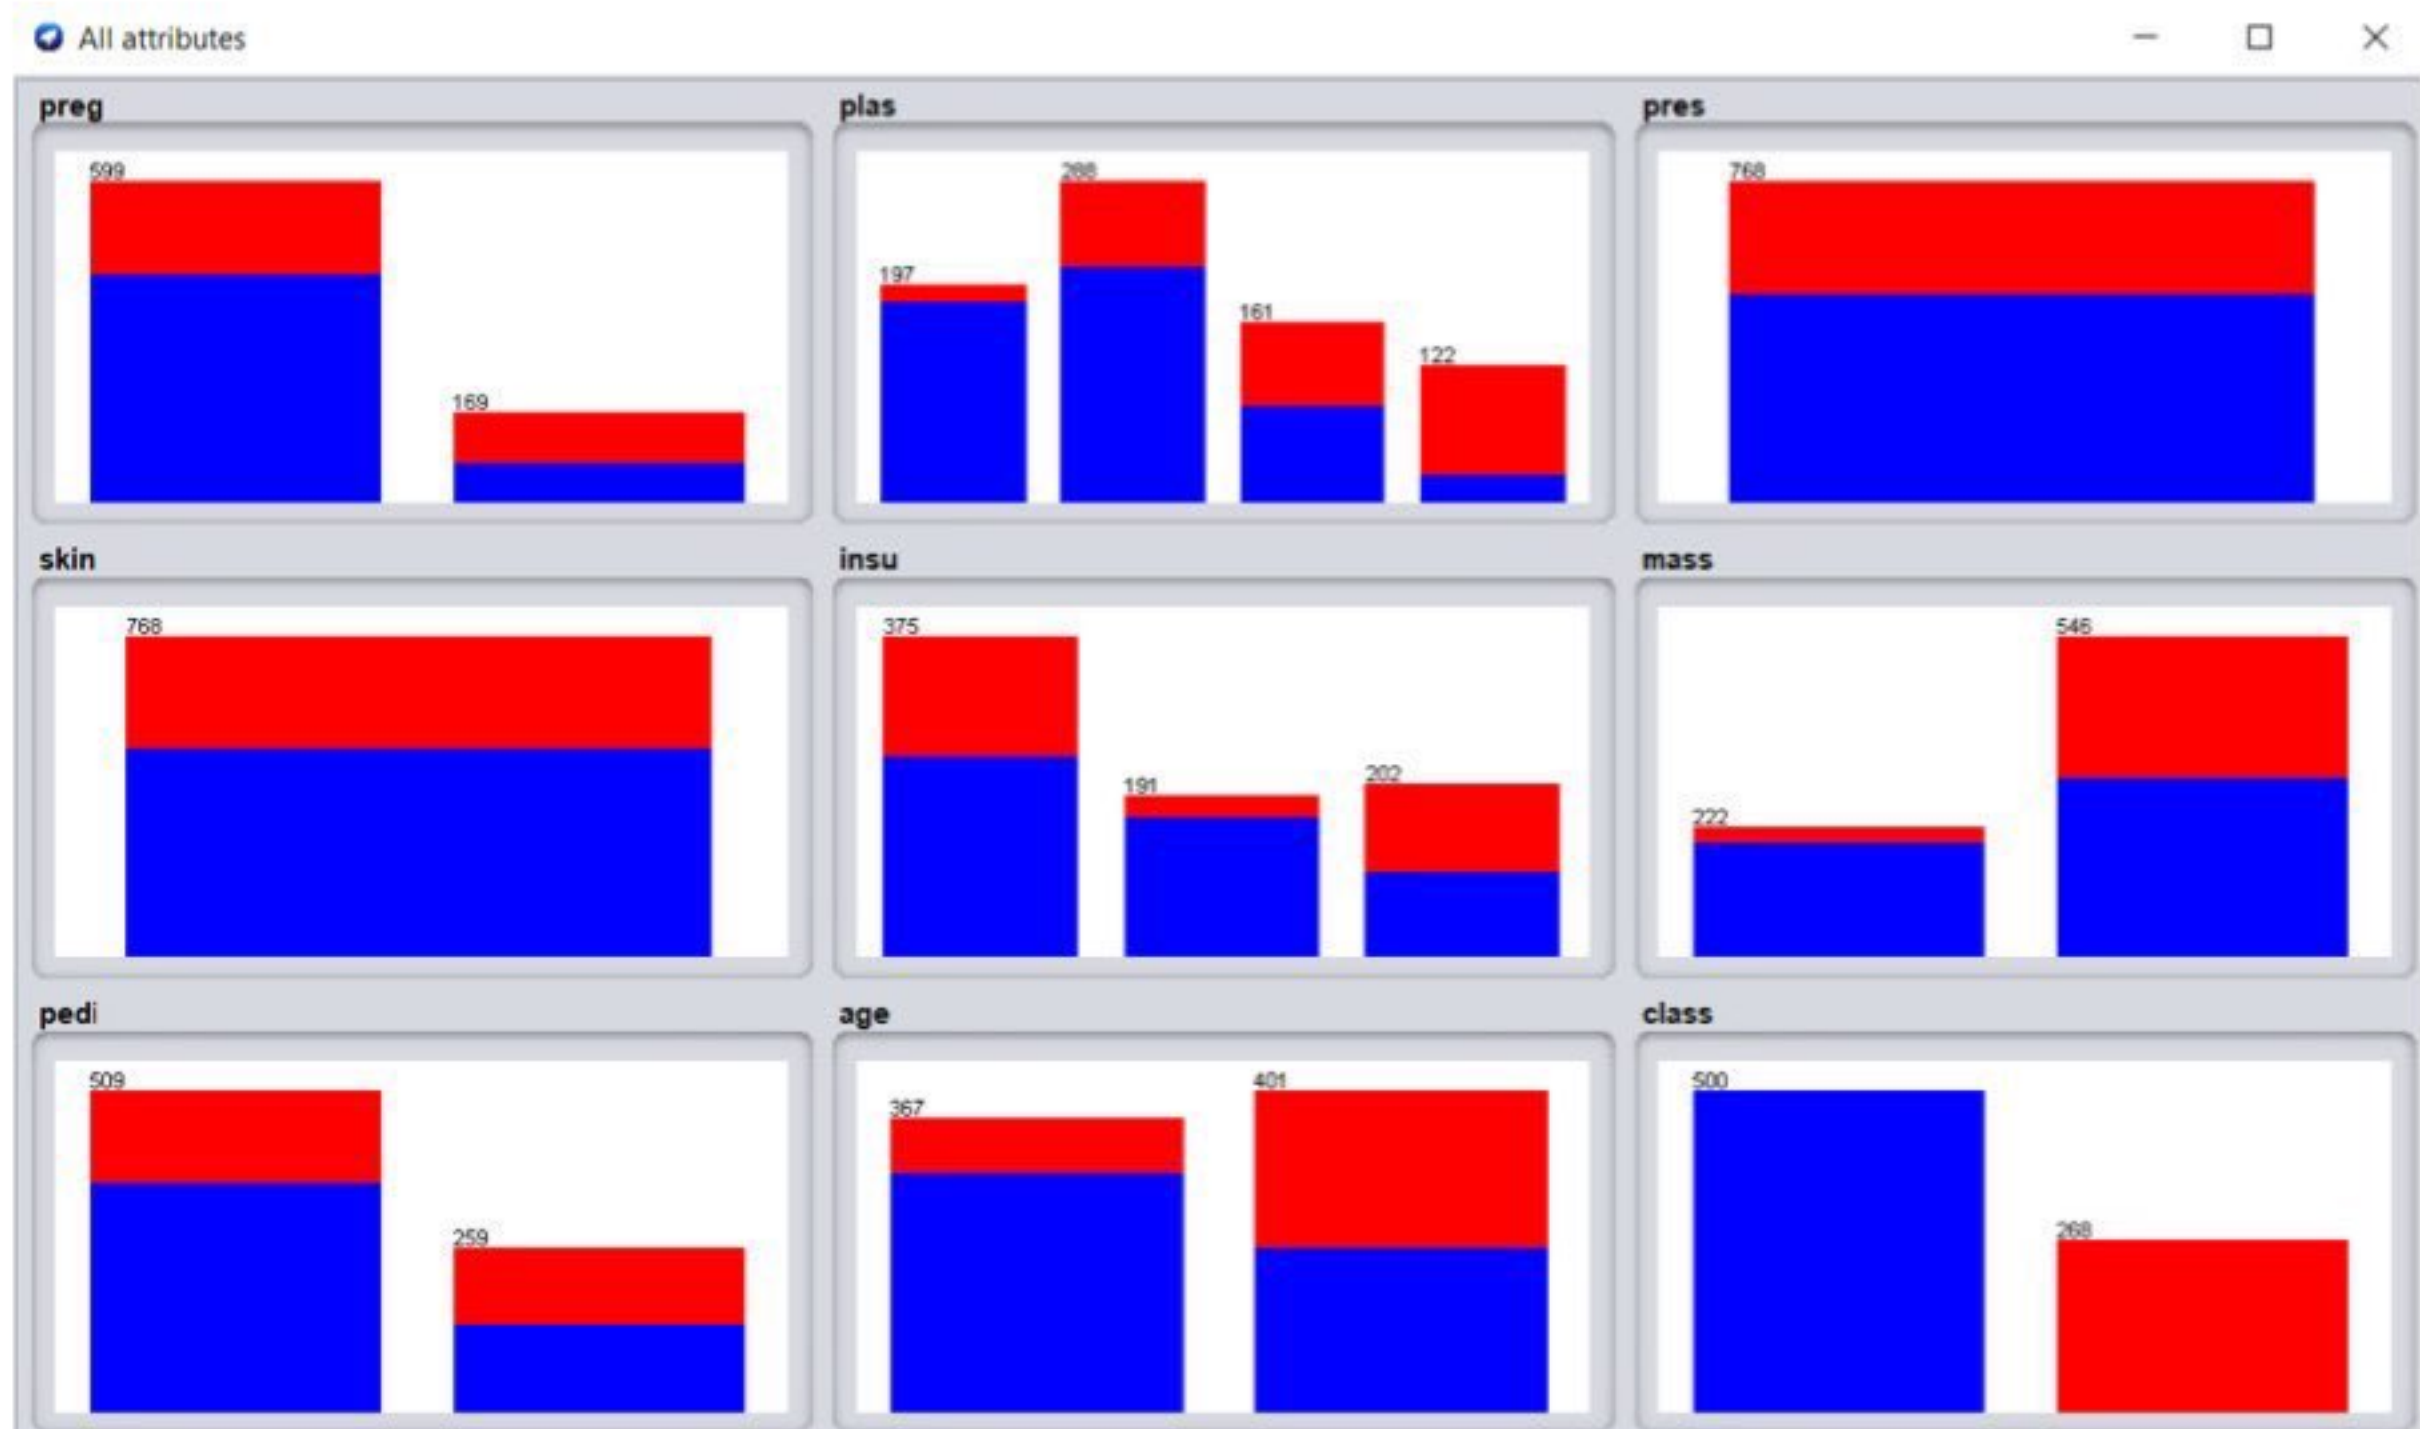 All attributes
preg plas pres
599 288 768
197
161
122
169
skin insu mass
768 375 546
202
191
222
pedi age class
509 401 500
367
259 268